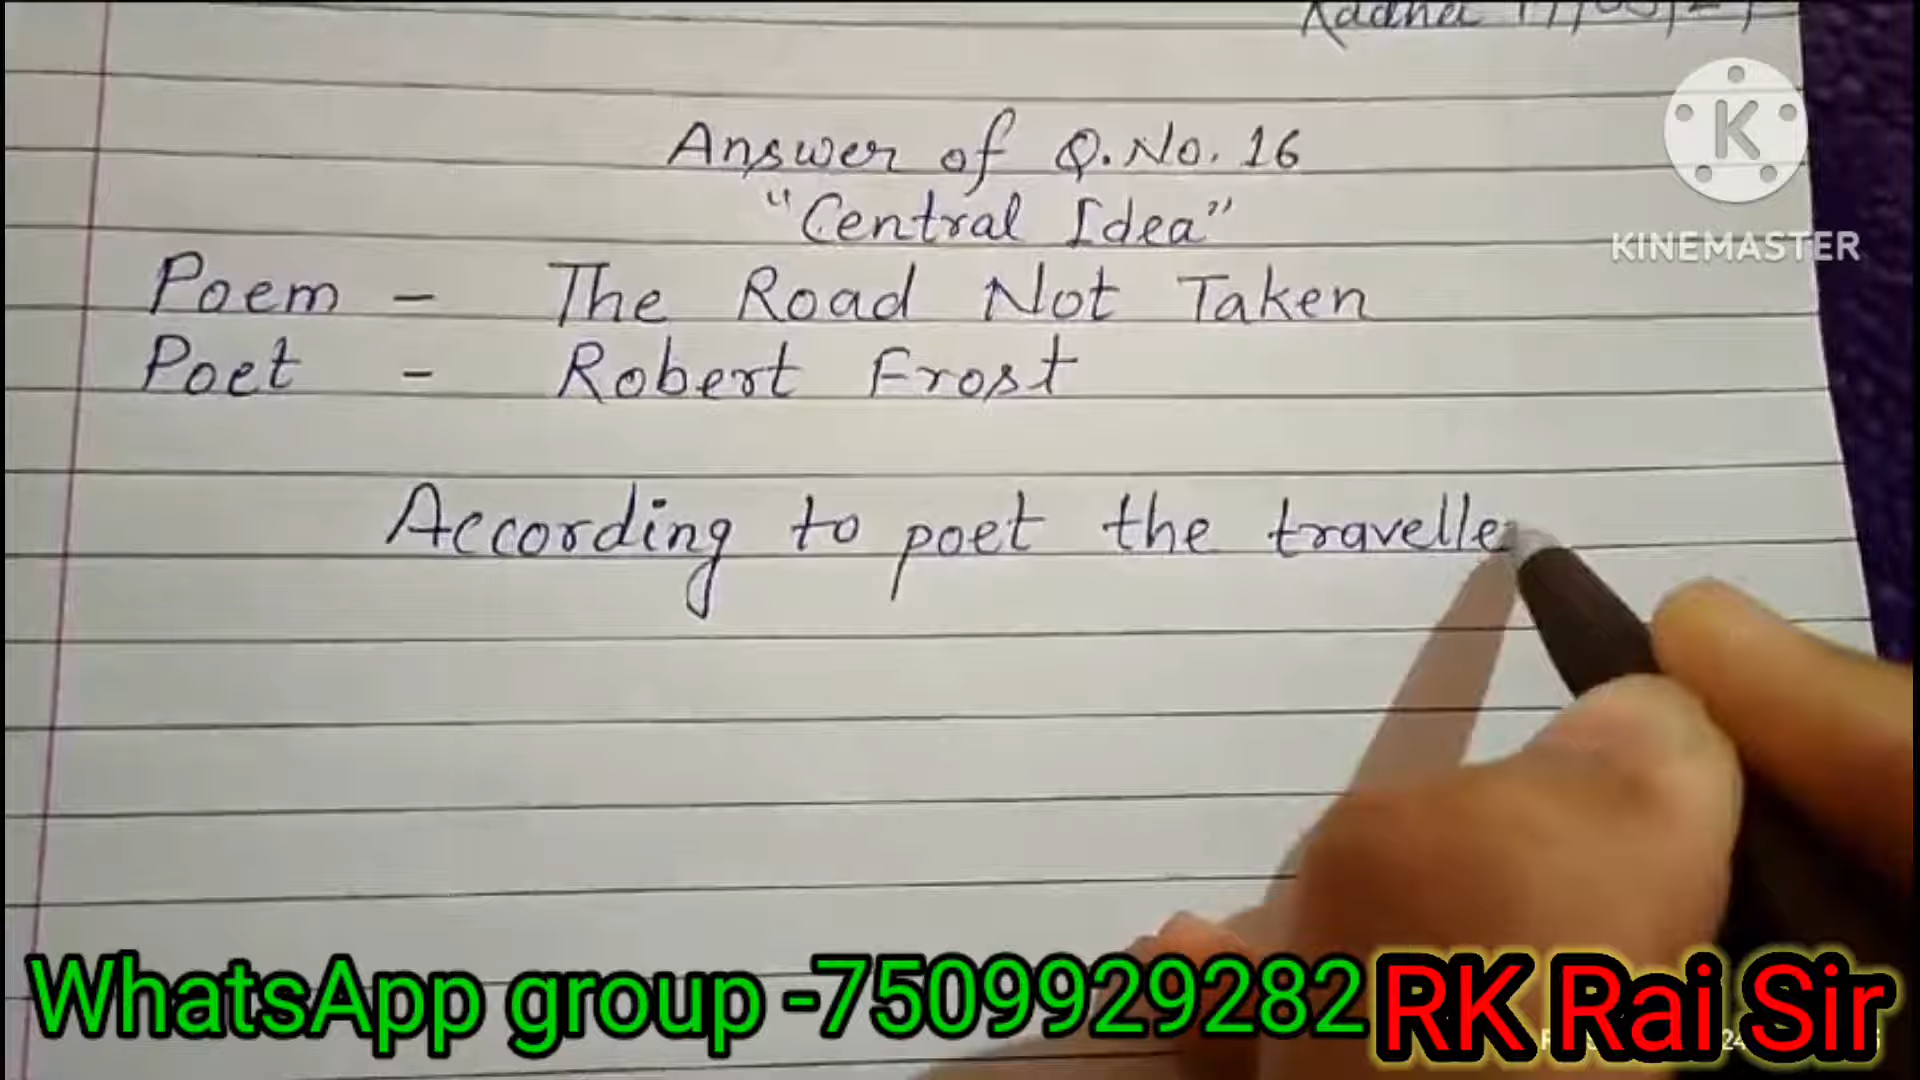 Radha
K
Answer of Q. No. 16
KINEMASTER
"Central Idea"
Poem - The Road Not Taken
Poet - Robert Frost
According to poet the travelle
WhatsApp group -7509929282 RK Rai Sir